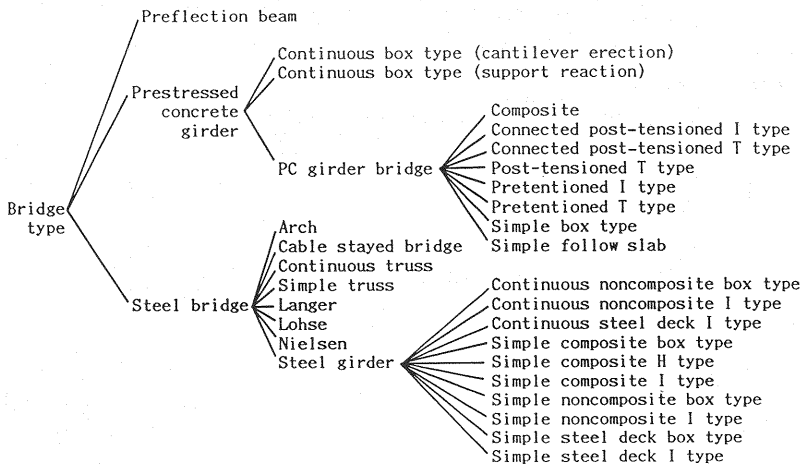 Preflection beam
Continuous box type (cantilever erection)
Continuous box type (support reaction)
Prestressed
concrete
girder
Composite
Connected post-tensioned I type
Connected post-tensioned T type
PC girder bridge
Post-tensioned T type
Pretentioned I type
Pretentioned T type
Simple box type
Simple follow slab
Bridge
type
Arch
Cable stayed bridge
Continuous truss
Simple truss
Steel bridge
Langer
Lohse
Nielsen
Steel girder
Continuous noncomposite box type
Continuous noncomposite I type
Continuous steel deck I type
Simple composite box type
Simple composite H type
Simple composite I type
Simple noncomposite box type
Simple noncomposite I type
Simple steel deck box type
Simple steel deck I type